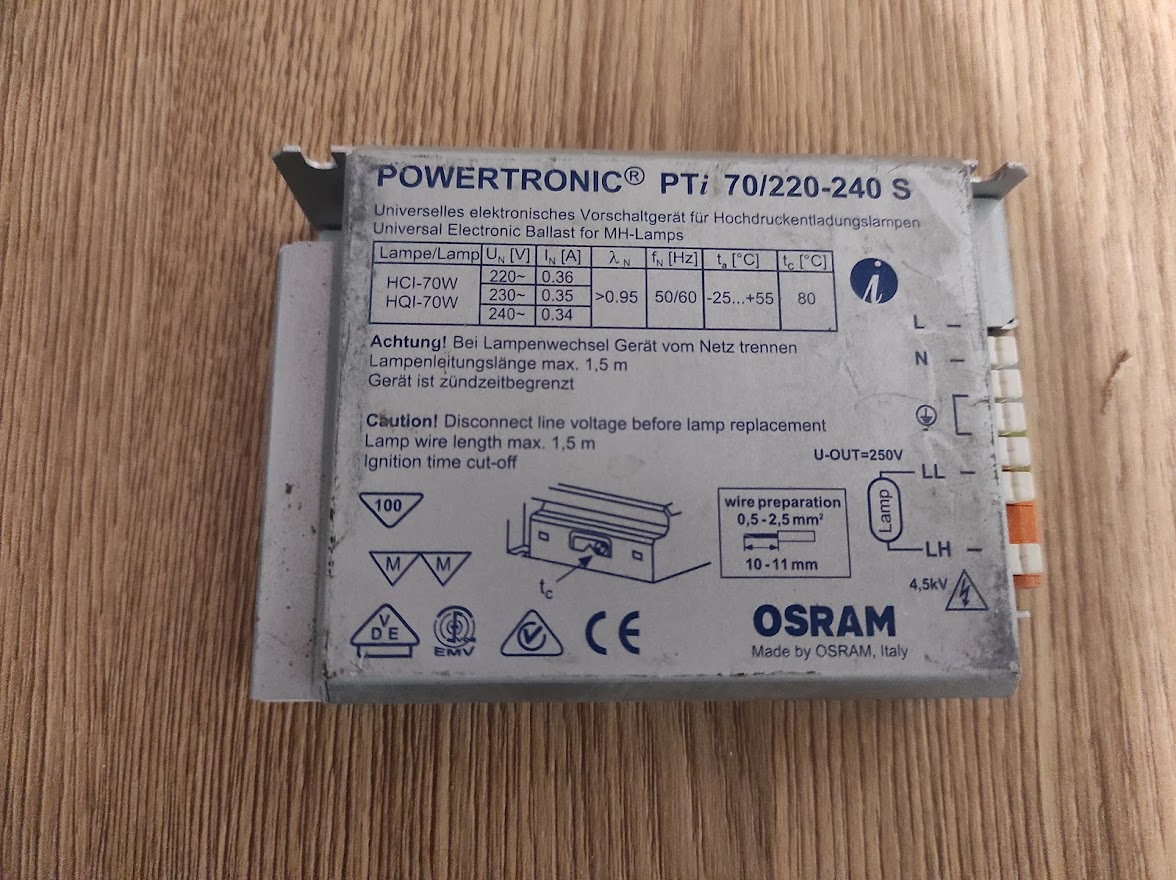 POWERTRONIC® PTi 70/220-240 S
Universelles elektronisches Vorschaltgerät für Hochdruckentladungslampen
Universal Electronic Ballast for MH-Lamps
Lampe/Lamp UN [V] IN [A] λN fN [Hz] ta [°C] tc [°C]
HCI-70W
HQI-70W
220~ 0.36
230~ 0.35
240~ 0.34
>0.95 50/60 -25...+55 80
i
Achtung! Bei Lampenwechsel Gerät vom Netz trennen
Lampenleitungslänge max. 1,5 m
Gerät ist zündzeitbegrenzt
Caution! Disconnect line voltage before lamp replacement
Lamp wire length max. 1,5 m
Ignition time cut-off
L
N
U-OUT=250V
LL
Lamp
LH
4,5kV
100
M M
tc
wire preparation
0,5-2,5 mm²
10-11 mm
VDE
EMV
CE
OSRAM
Made by OSRAM, Italy